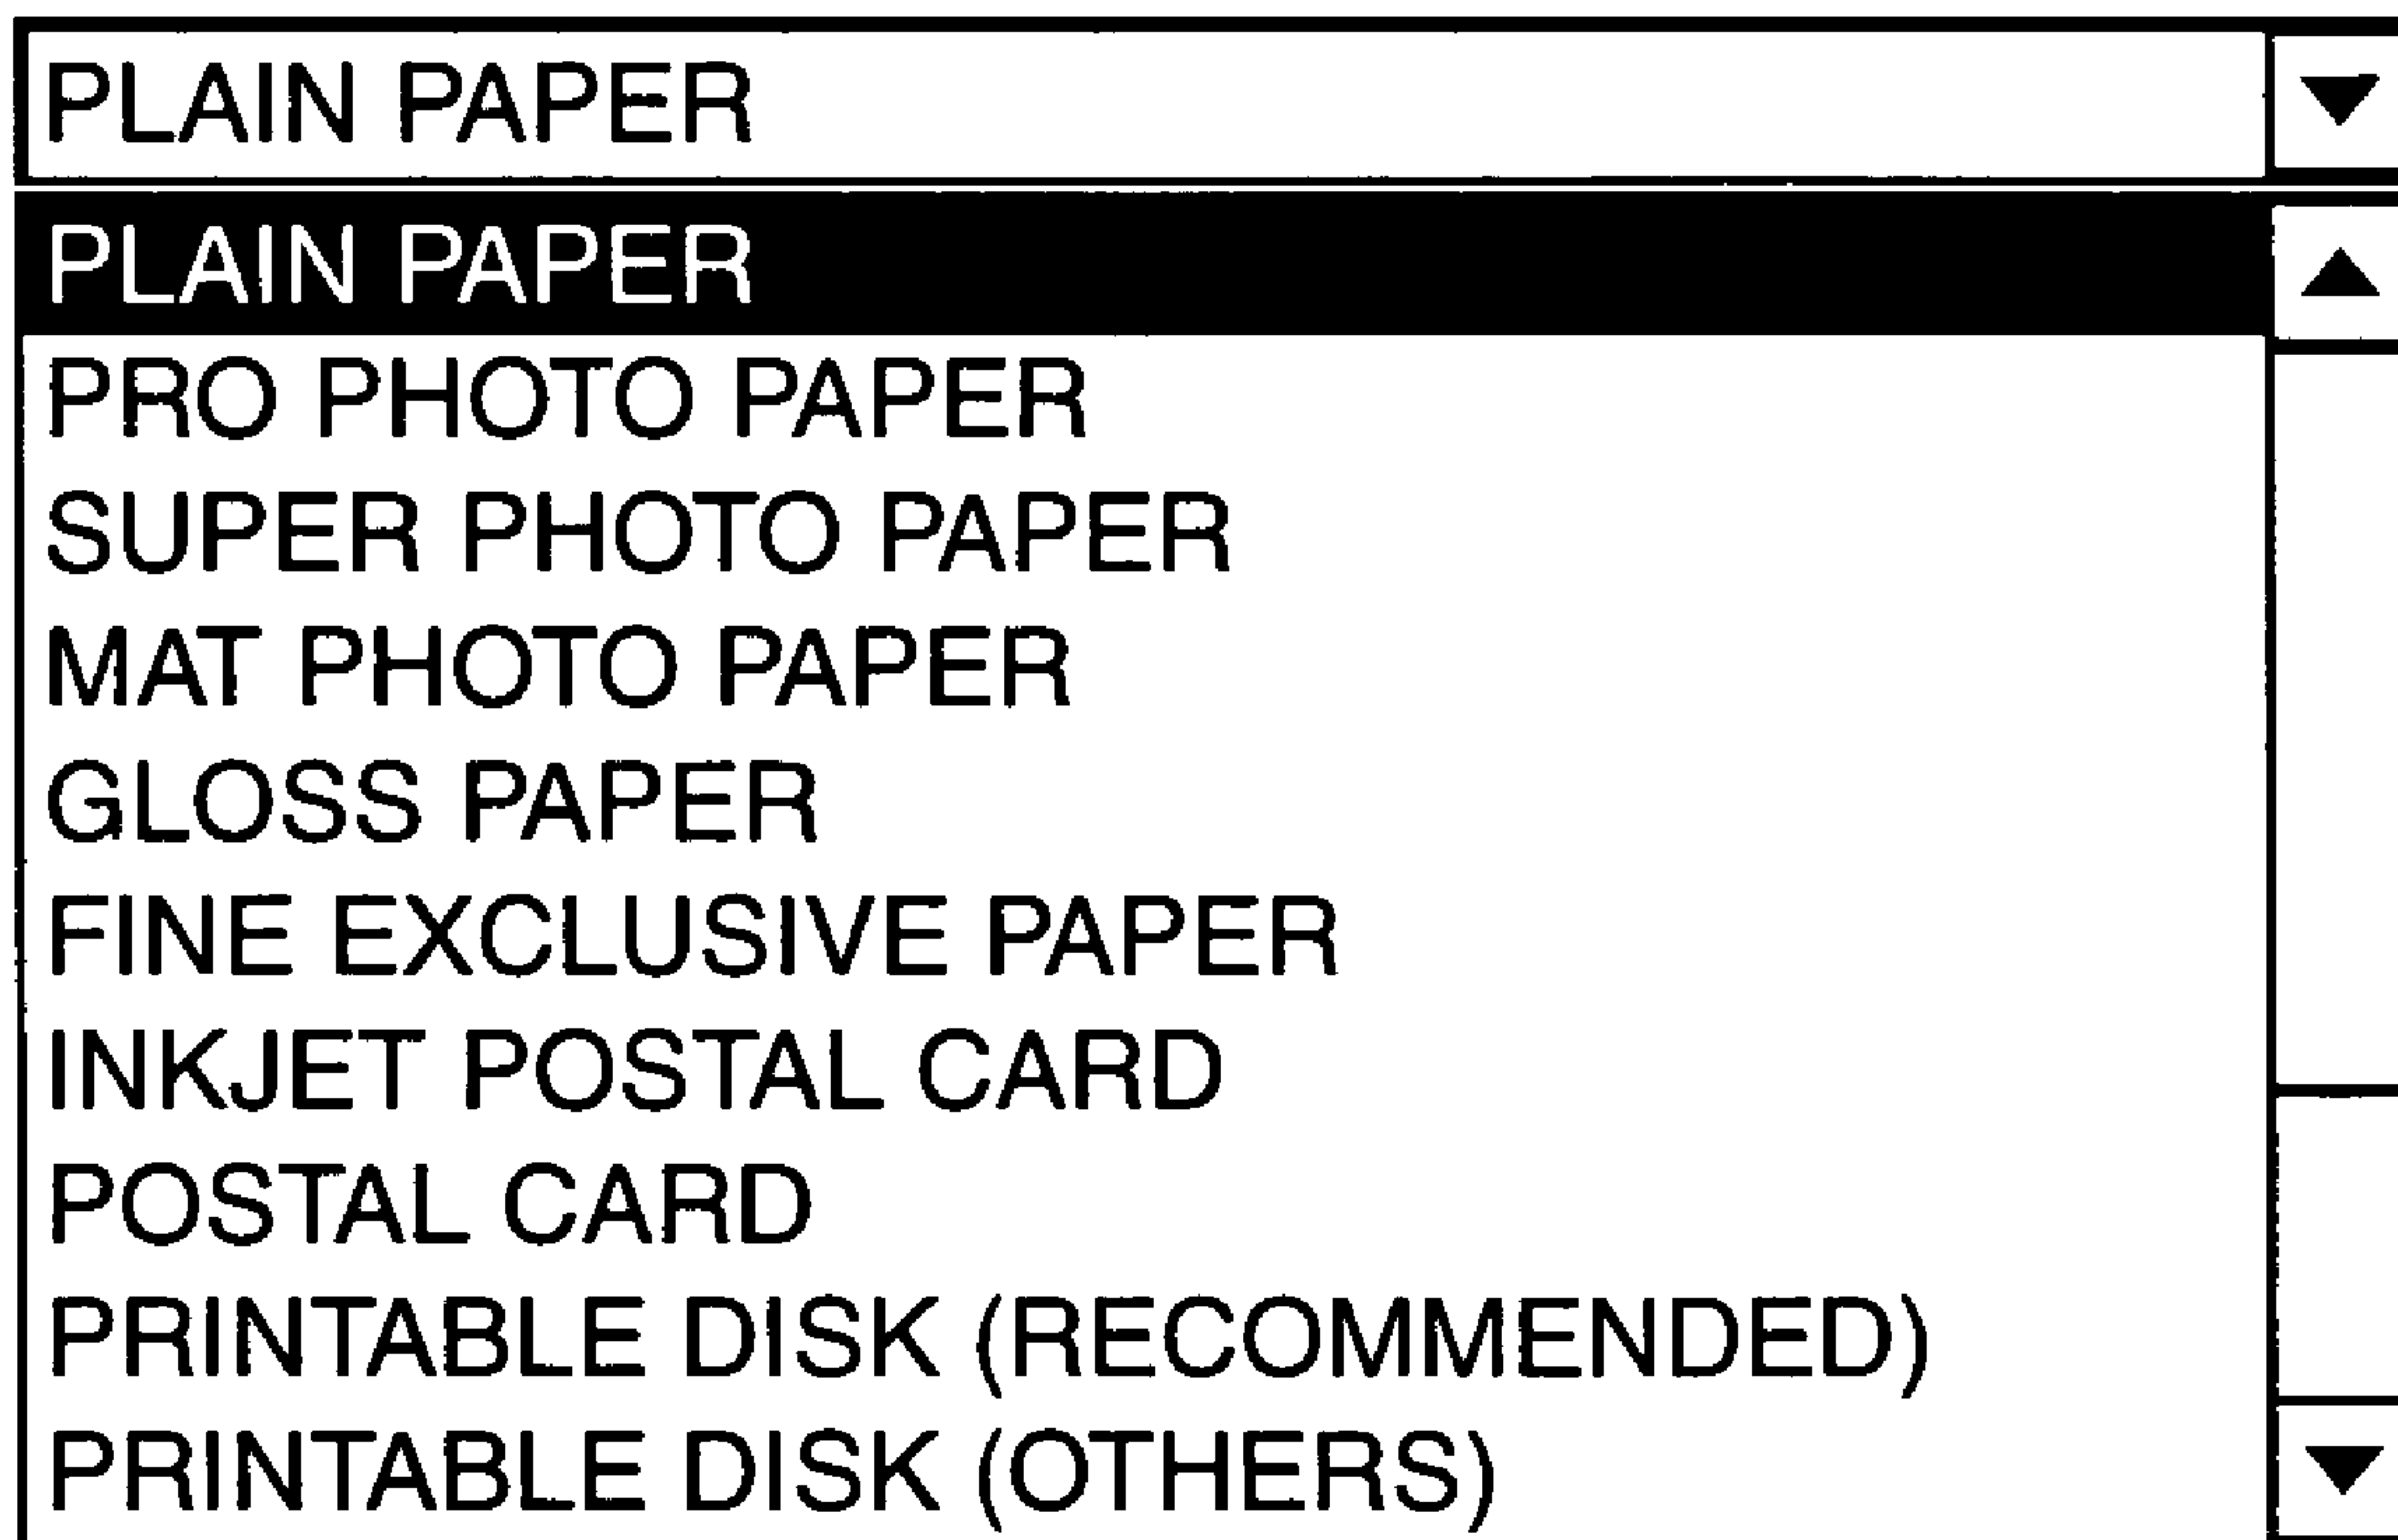 PLAIN PAPER
PLAIN PAPER
PRO PHOTO PAPER
SUPER PHOTO PAPER
MAT PHOTO PAPER
GLOSS PAPER
FINE EXCLUSIVE PAPER
INKJET POSTAL CARD
POSTAL CARD
PRINTABLE DISK (RECOMMENDED)
PRINTABLE DISK (OTHERS)